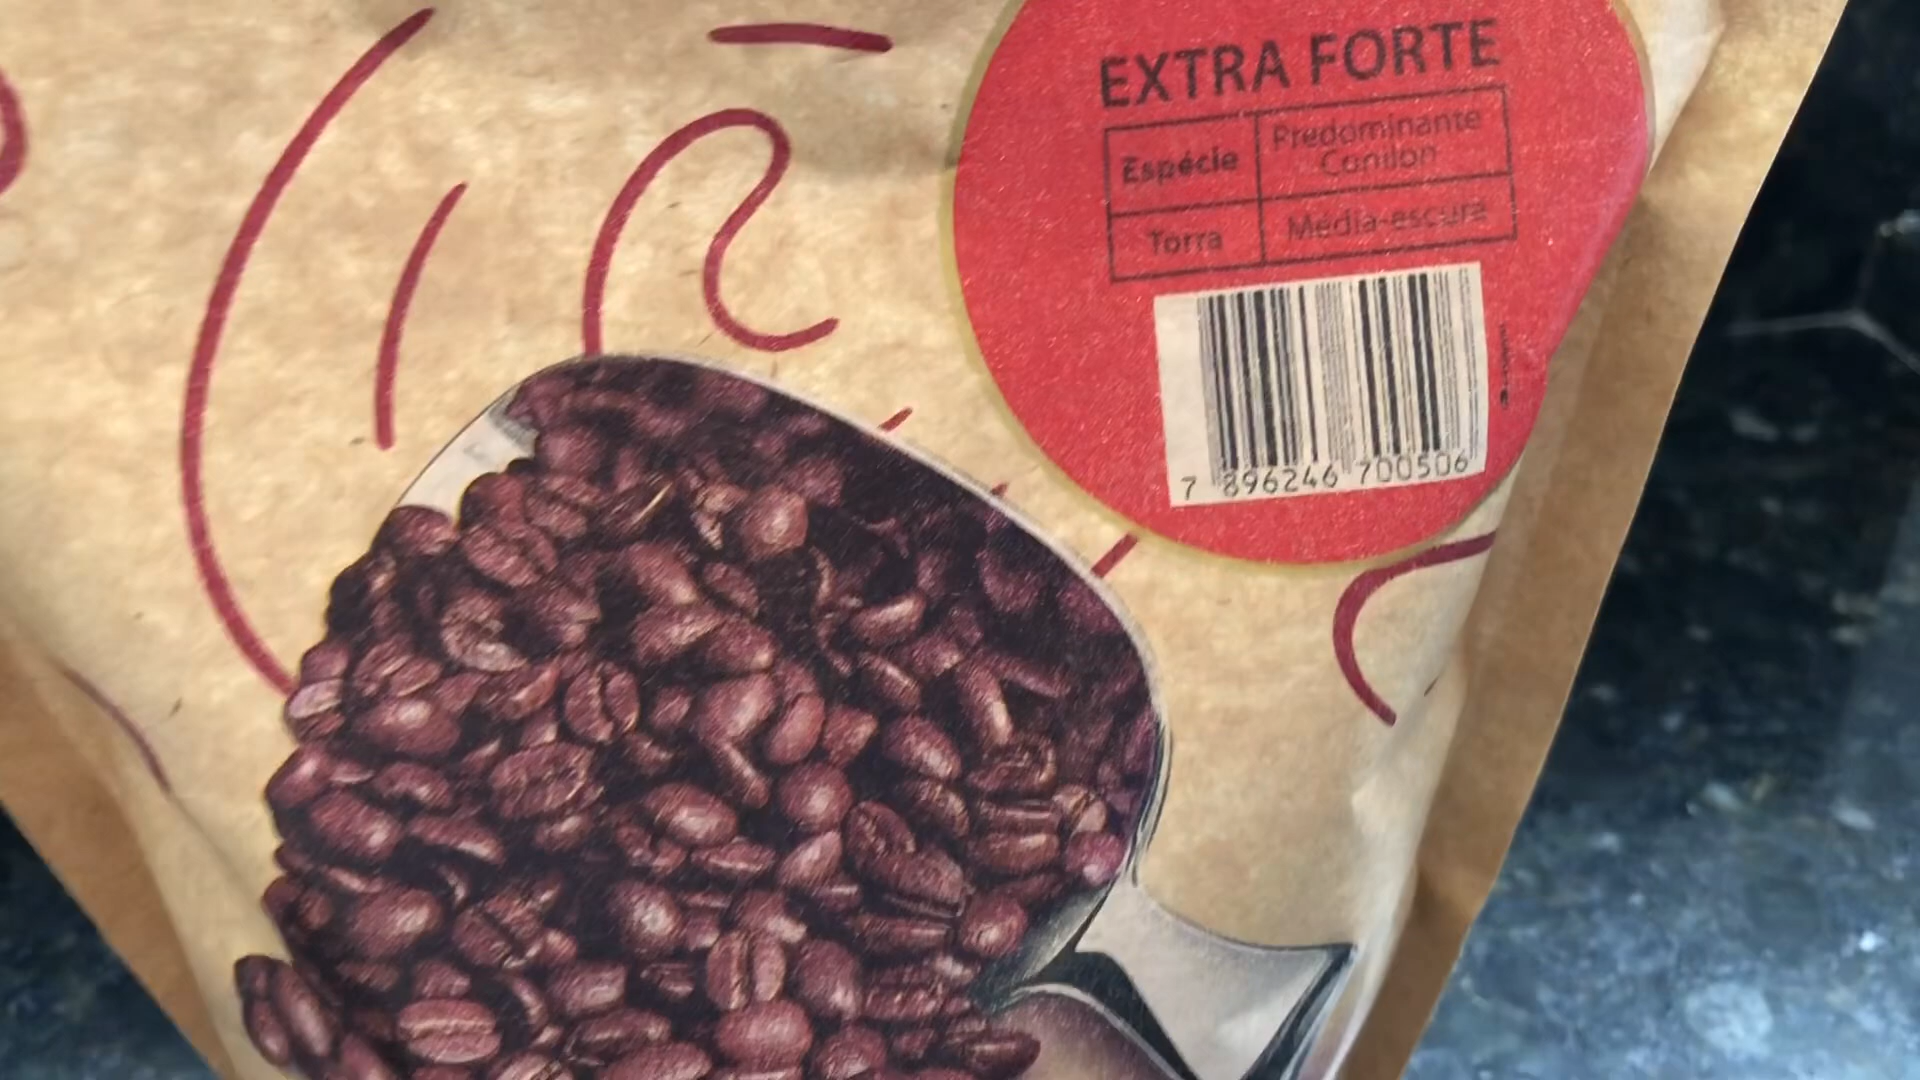 EXTRA FORTE
Espécie
Predominante
Conilon
Torra
Média-escura
7 896246 700506